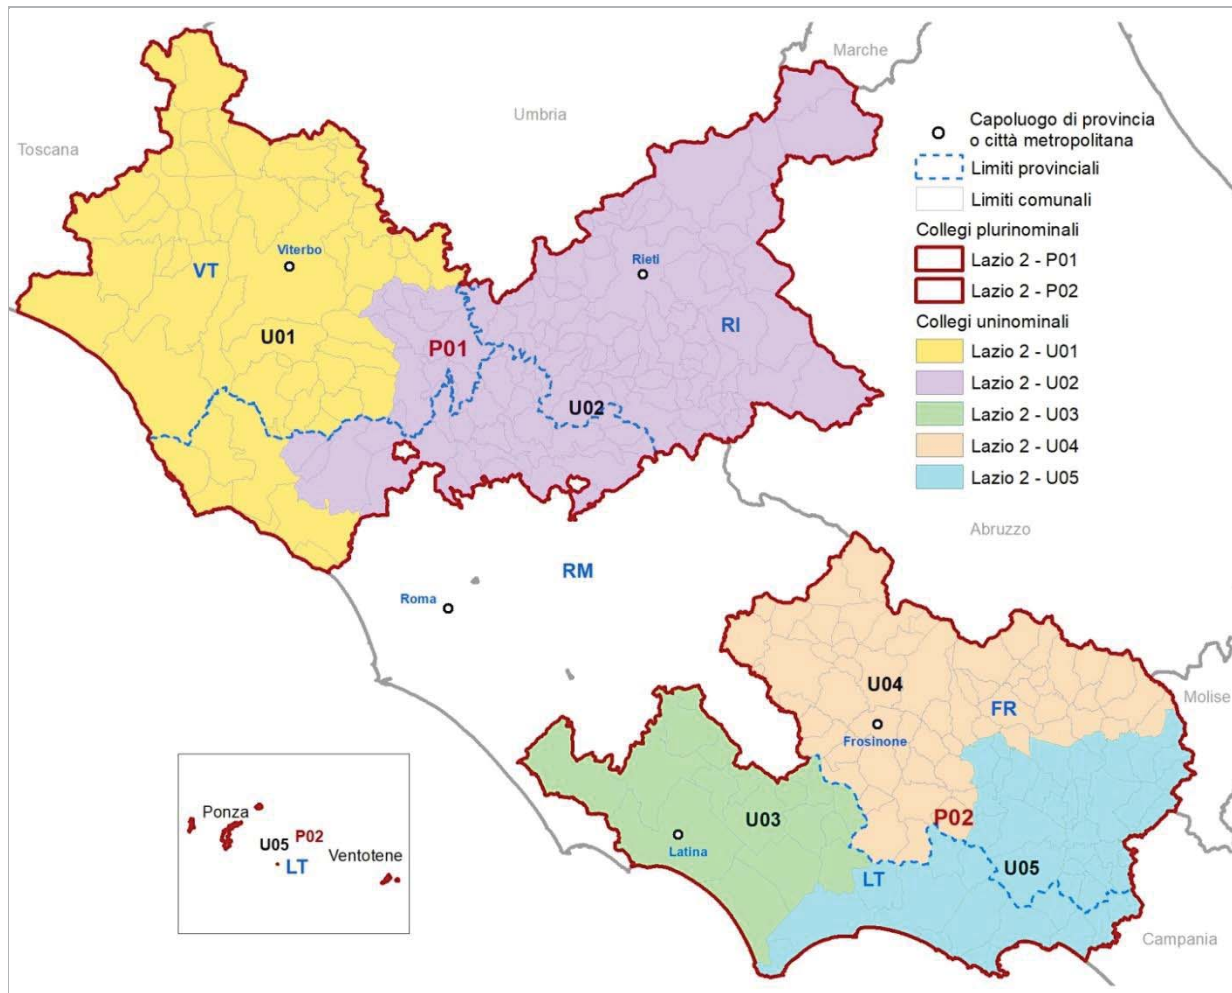 Marche
Umbria
Toscana
Capoluogo di provincia
o città metropolitana
Limiti provinciali
Limiti comunali
Collegi plurinominali
Lazio 2 - P01
Lazio 2 - P02
Collegi uninominali
Lazio 2 - U01
Lazio 2 - U02
Lazio 2 - U03
Lazio 2 - U04
Lazio 2 - U05
Viterbo
VT
Rieti
RI
U01
P01
U02
Abruzzo
RM
Roma
U04
FR
Molise
Frosinone
U03
P02
Latina
LT
U05
Campania
Ponza
U05
P02
LT
Ventotene